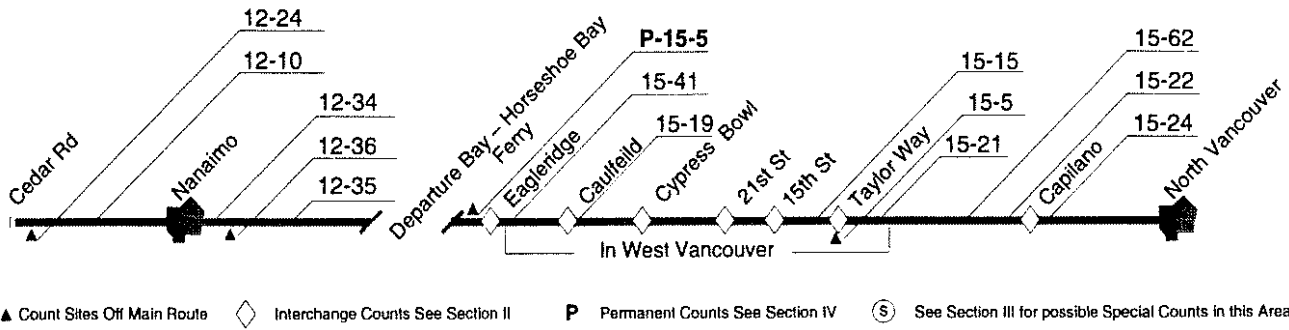 12-24
12-10
Cedar Rd
Nanaimo
12-34
12-36
12-35
Departure Bay – Horseshoe Bay
Ferry
P-15-5
15-41
15-19
Eagleridge
Caulfeild
Cypress Bowl
21st St
15th St
Taylor Way
15-15
15-5
15-21
15-62
15-22
15-24
Capilano
North Vancouver
In West Vancouver
▲ Count Sites Off Main Route
Interchange Counts See Section II
P Permanent Counts See Section IV
S See Section III for possible Special Counts in this Area